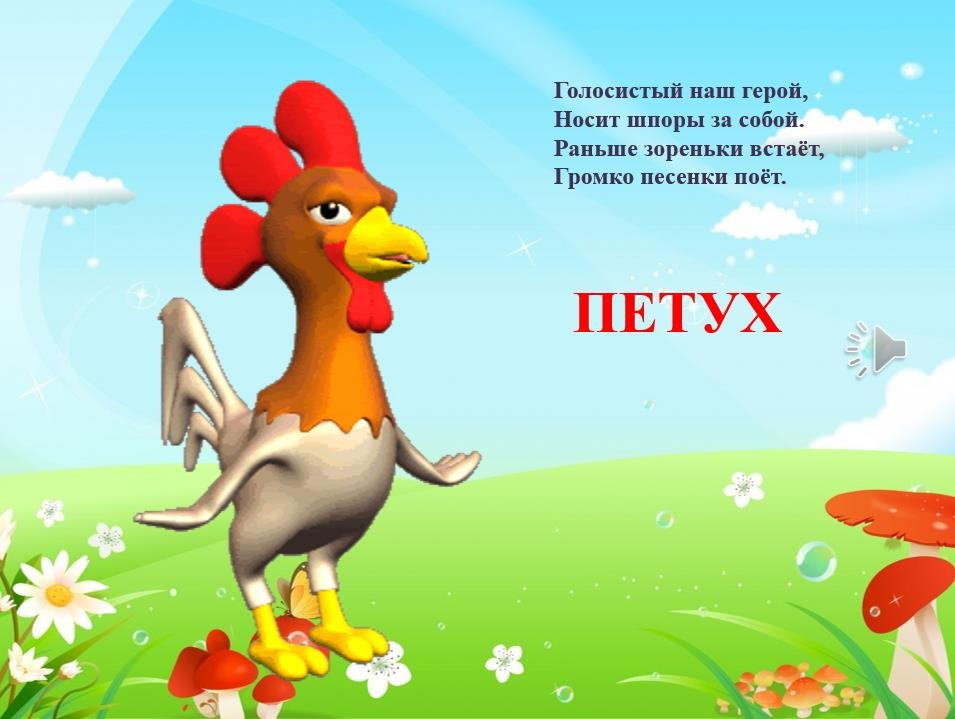 Голосистый наш герой,
Носит шпоры за собой.
Раньше зореньки встаёт,
Громко песенки поёт.
ПЕТУХ